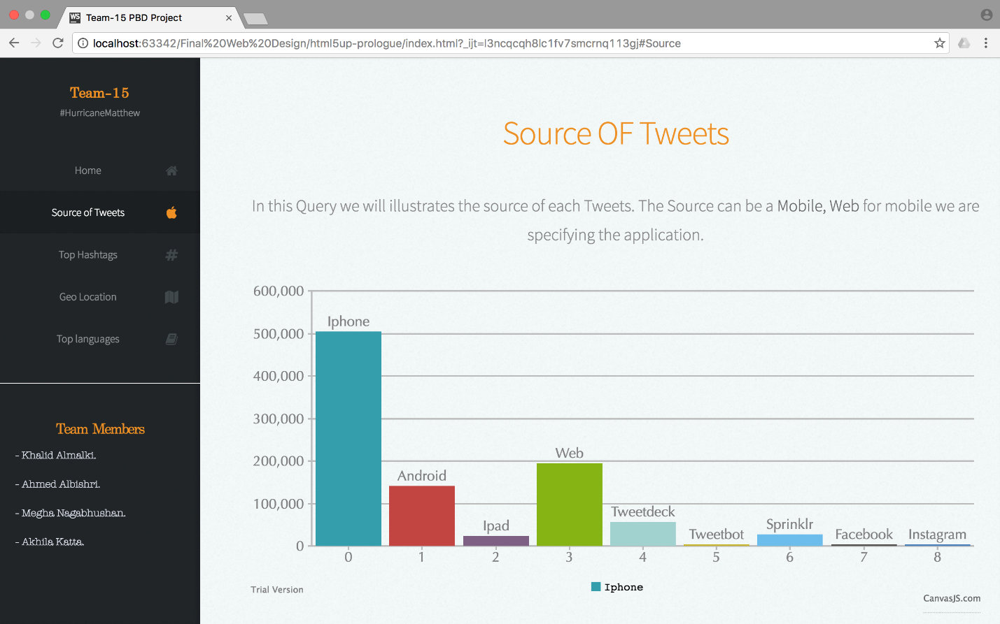 Team-15 PBD Project
localhost:63342/Final%20Web%20Design/html5up-prologue/index.html?_ijt=l3ncqcqh8lc1fv7smcrnq113gj#Source
Team-15
#HurricaneMatthew
Home
Source of Tweets
Top Hashtags
Geo Location
Top languages
Team Members
- Khalid Almalki.
- Ahmed Albishri.
- Megha Nagabhushan.
- Akhila Katta.
Source OF Tweets
In this Query we will illustrates the source of each Tweets. The Source can be a Mobile, Web for mobile we are
specifying the application.
600,000
500,000
400,000
300,000
200,000
100,000
0
Iphone
Android
Ipad
Web
Tweetdeck
Tweetbot
Sprinklr
Facebook
Instagram
0 1 2 3 4 5 6 7 8
Iphone
Trial Version
CanvasJS.com